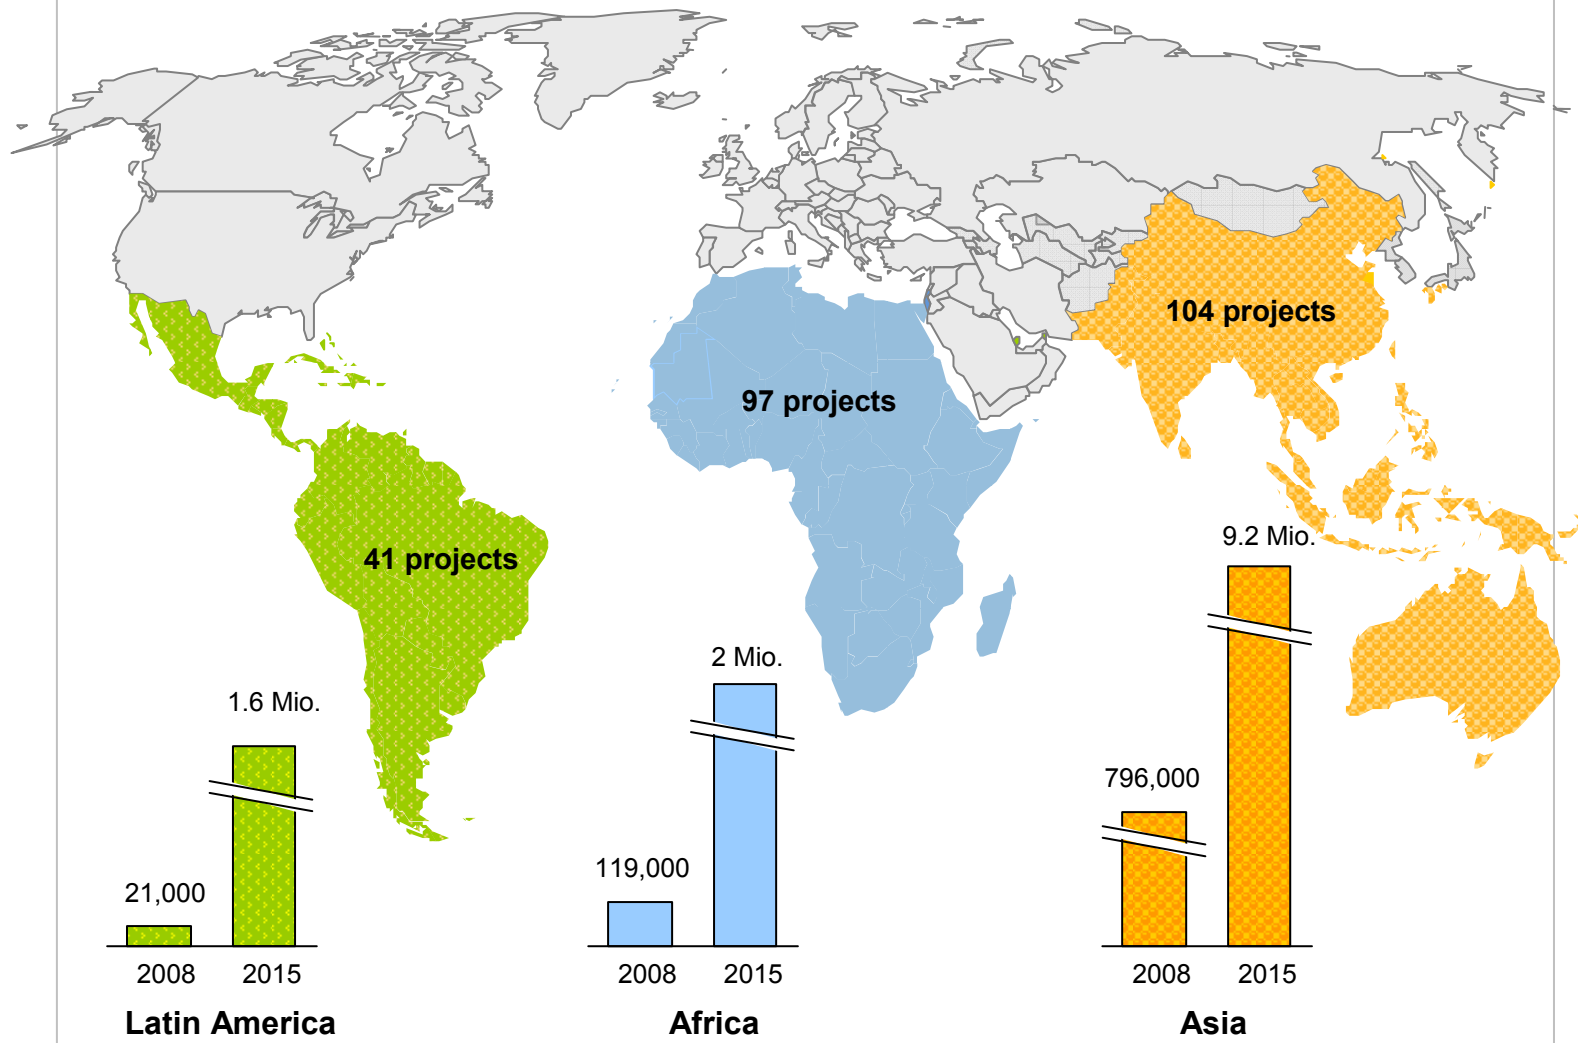 104 projects
97 projects
41 projects
9.2 Mio.
2 Mio.
1.6 Mio.
796,000
119,000
21,000
2008 2015
2008 2015
2008 2015
Latin America
Africa
Asia